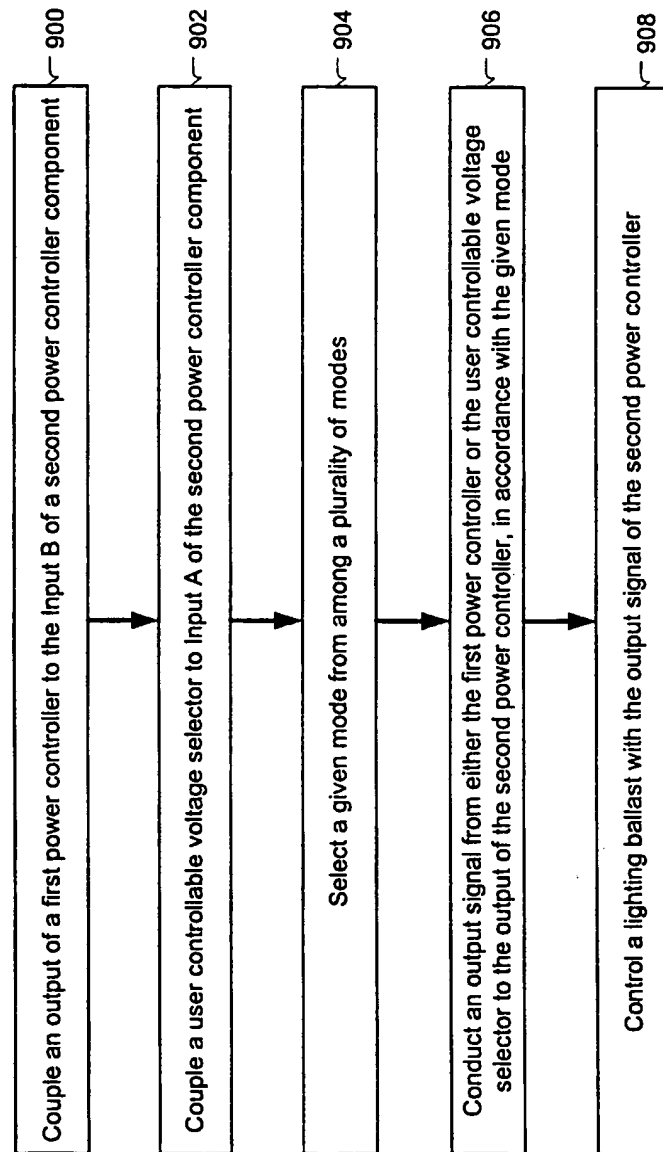 Couple an output of a first power controller to the Input B of a second power controller component
900
Couple a user controllable voltage selector to Input A of the second power controller component
902
Select a given mode from among a plurality of modes
904
Conduct an output signal from either the first power controller or the user controllable voltage
selector to the output of the second power controller, in accordance with the given mode
906
Control a lighting ballast with the output signal of the second power controller
908